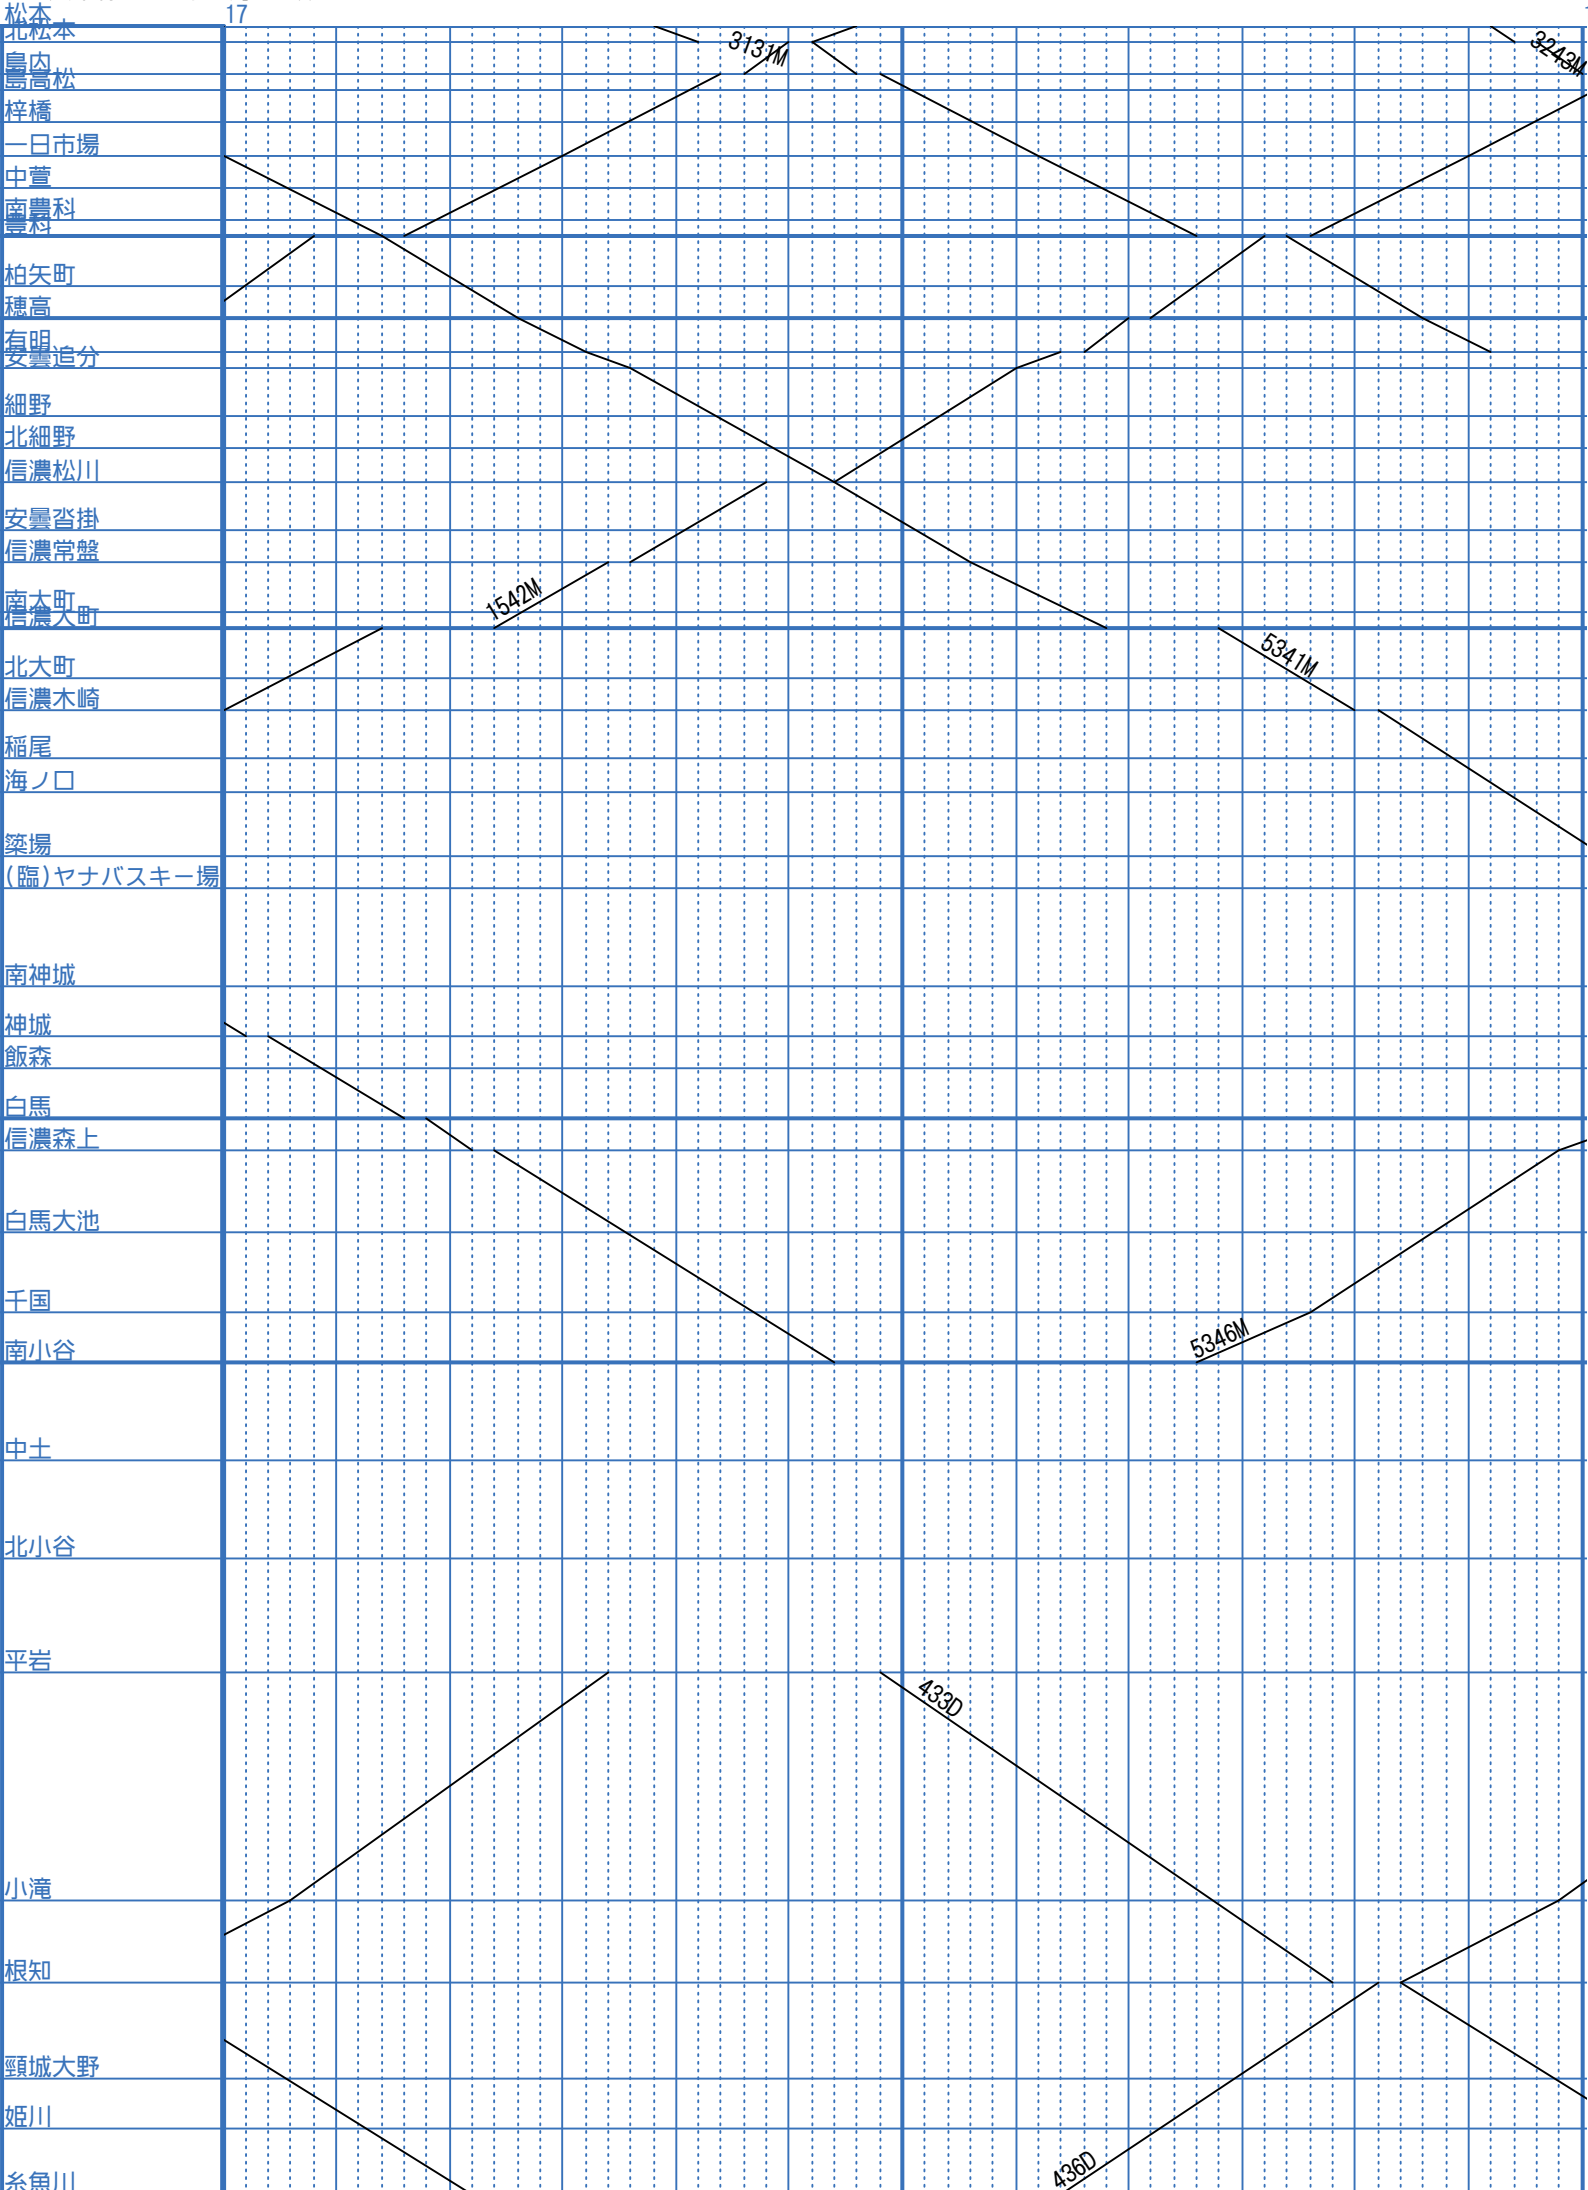 松本
17
北松本
島内
島高松
梓橋
一日市場
中萱
南豊科
豊科
柏矢町
穂高
有明
安曇追分
細野
北細野
信濃松川
安曇沓掛
信濃常盤
南大町
信濃大町
北大町
信濃木崎
稲尾
海ノ口
簗場
(臨)ヤナバスキー場
南神城
神城
飯森
白馬
信濃森上
白馬大池
千国
南小谷
中土
北小谷
平岩
小滝
根知
頸城大野
姫川
糸魚川
3131M
3243M
1542M
5341M
5346M
433D
436D